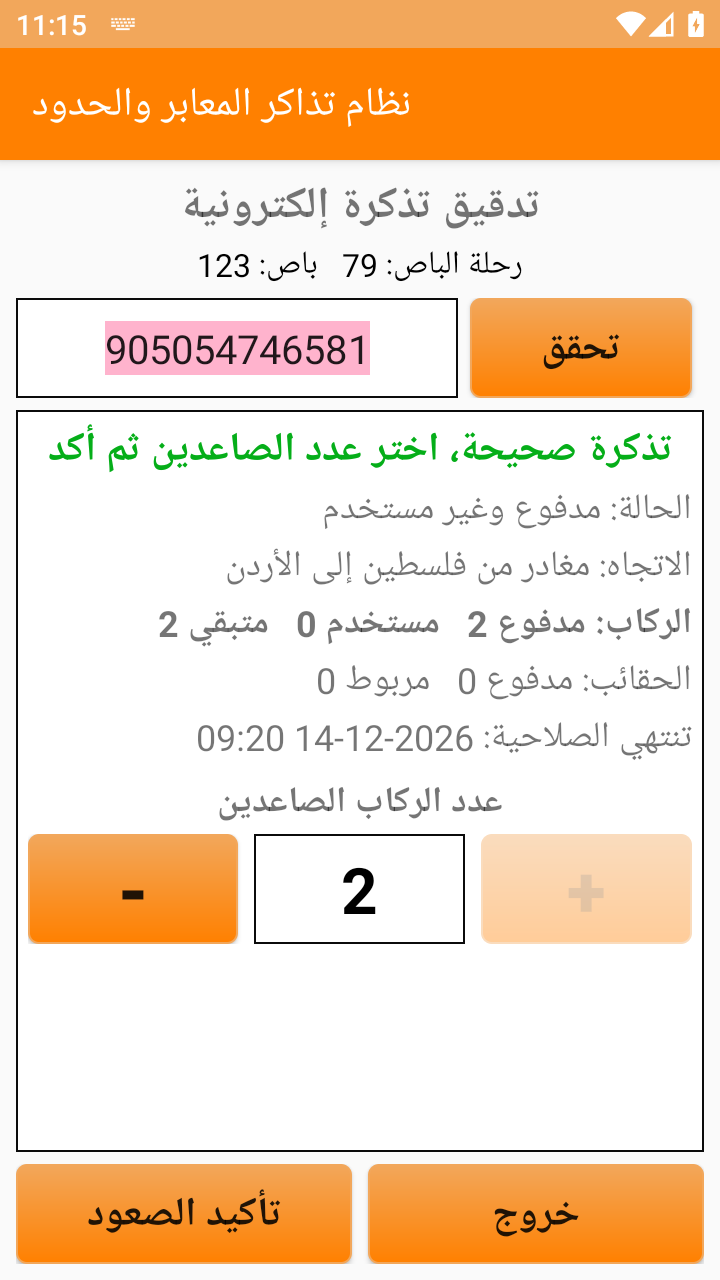 11:15
نظام تذاكر المعابر والحدود
تدقيق تذكرة إلكترونية
رحلة الباص: 79 باص: 123
905054746581
تحقق
تذكرة صحيحة، اختر عدد الصاعدين ثم أكد
الحالة: مدفوع وغير مستخدم
الاتجاه: مغادر من فلسطين إلى الأردن
الركاب: مدفوع 2 مستخدم 0 متبقي 2
الحقائب: مدفوع 0 مربوط 0
تنتهي الصلاحية: 2026-12-14 09:20
عدد الركاب الصاعدين
+ 2 -
خروج
تأكيد الصعود